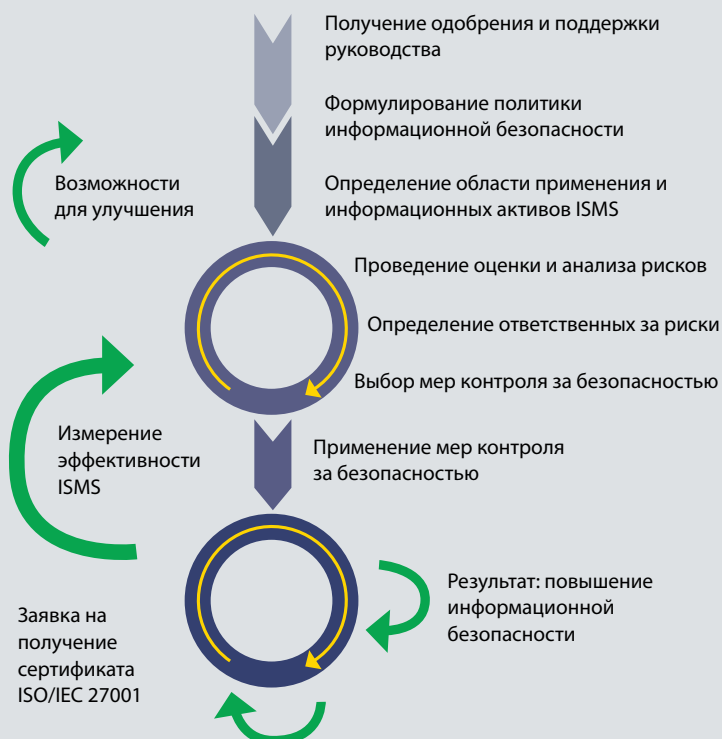 Получение одобрения и поддержки
руководства
Формулирование политики
информационной безопасности
Возможности
для улучшения
Определение области применения и
информационных активов ISMS
Проведение оценки и анализа рисков
Определение ответственных за риски
Выбор мер контроля за безопасностью
Измерение
эффективности
ISMS
Применение мер контроля
за безопасностью
Результат: повышение
информационной
безопасности
Заявка на
получение
сертификата
ISO/IEC 27001